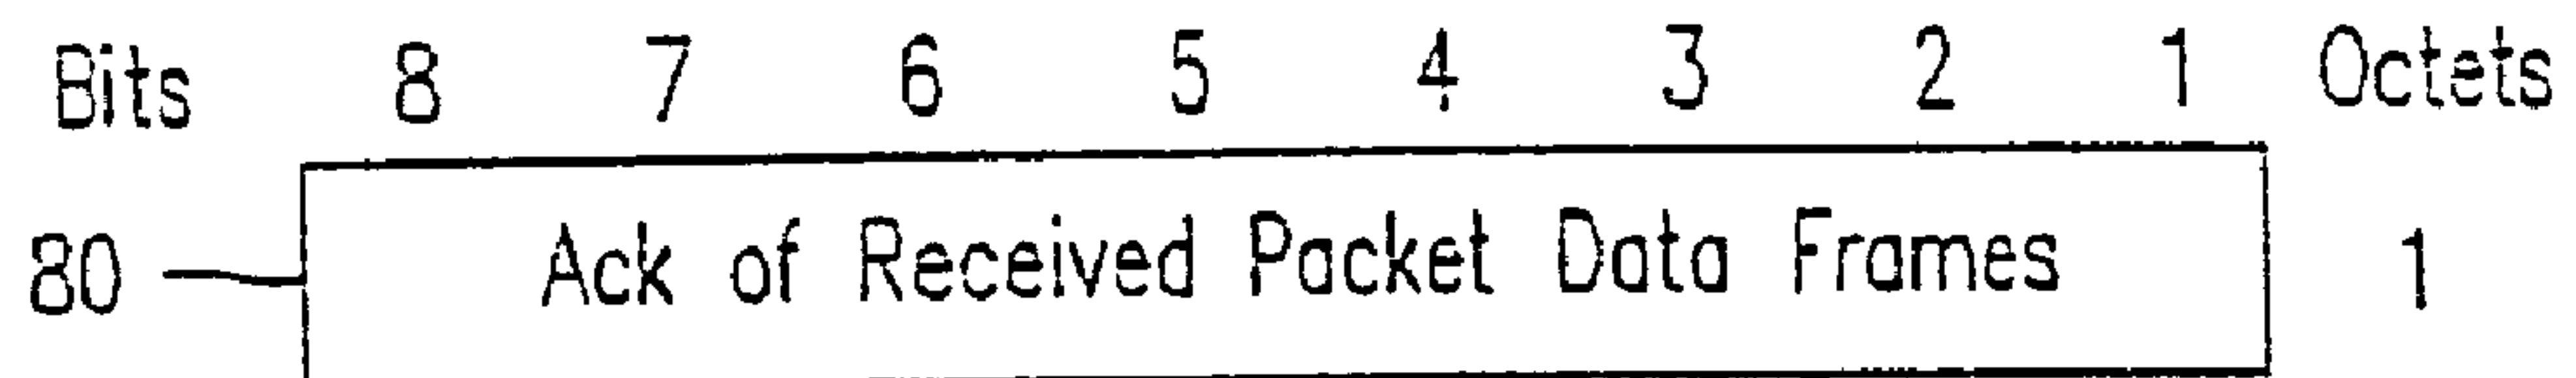 Bits 8 7 6 5 4 3 2 1 Octets
80 Ack of Received Packet Data Frames 1